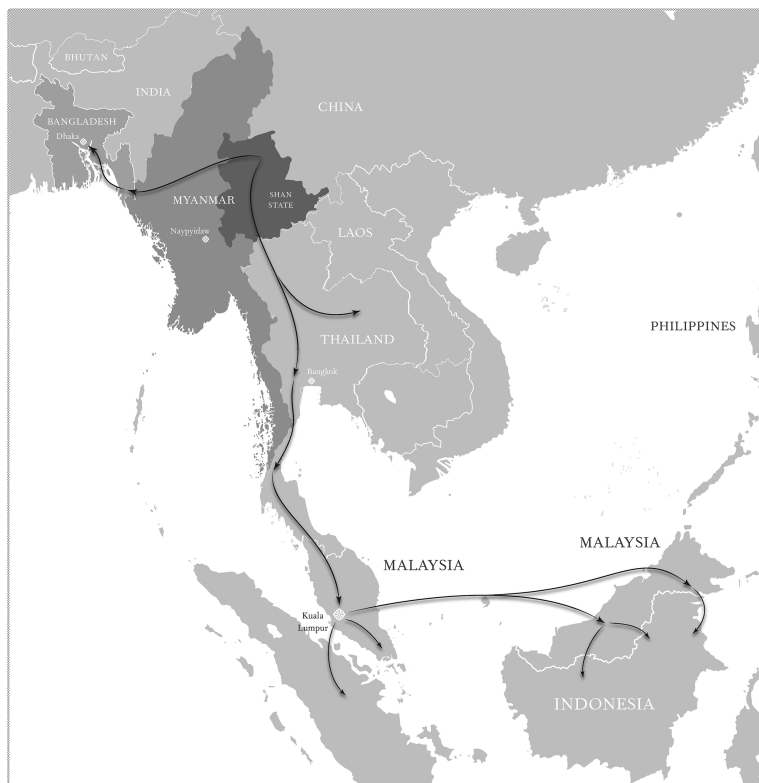 BHUTAN
INDIA
CHINA
BANGLADESH
Dhaka
MYANMAR
SHAN
STATE
Naypyidaw
LAOS
PHILIPPINES
THAILAND
Bangkok
MALAYSIA
MALAYSIA
Kuala
Lumpur
INDONESIA